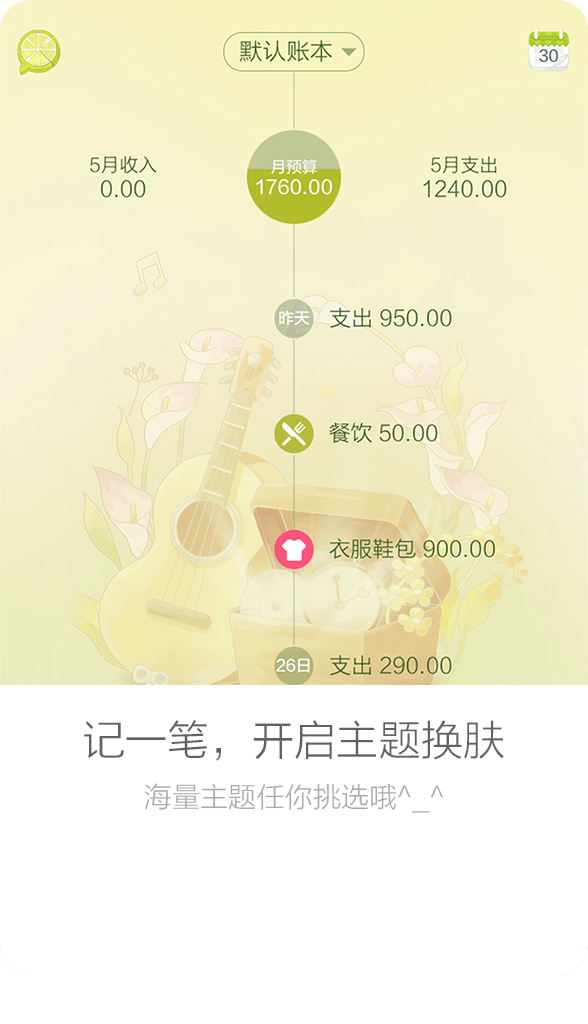 默认账本
30
5月收入
0.00
月预算
1760.00
5月支出
1240.00
昨天
支出 950.00
餐饮 50.00
衣服鞋包 900.00
26日
支出 290.00
记一笔，开启主题换肤
海量主题任你挑选哦^_^